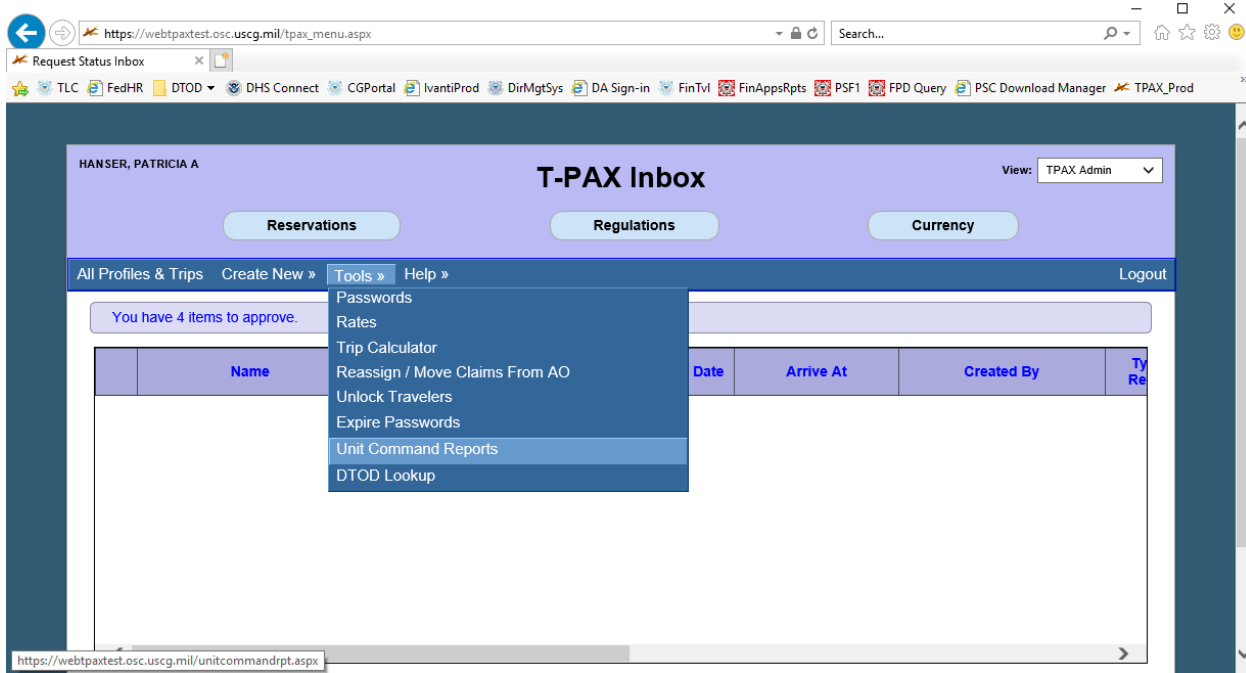 https://webtpaxtest.osc.uscg.mil/tpax_menu.aspx
Search...
Request Status Inbox
TLC FedHR DTOD DHS Connect CGPortal IvantiProd DirMgtSys DA Sign-in FinTvl FinAppsRpts PSF1 FPD Query PSC Download Manager TPAX_Prod
HANSER, PATRICIA A
T-PAX Inbox
View: TPAX Admin
Reservations Regulations Currency
All Profiles & Trips Create New » Tools » Help » Logout
Passwords
You have 4 items to approve.
Rates
Trip Calculator
Name Date Arrive At Created By Ty
Re
Reassign / Move Claims From AO
Unlock Travelers
Expire Passwords
Unit Command Reports
DTOD Lookup
https://webtpaxtest.osc.uscg.mil/unitcommandrpt.aspx